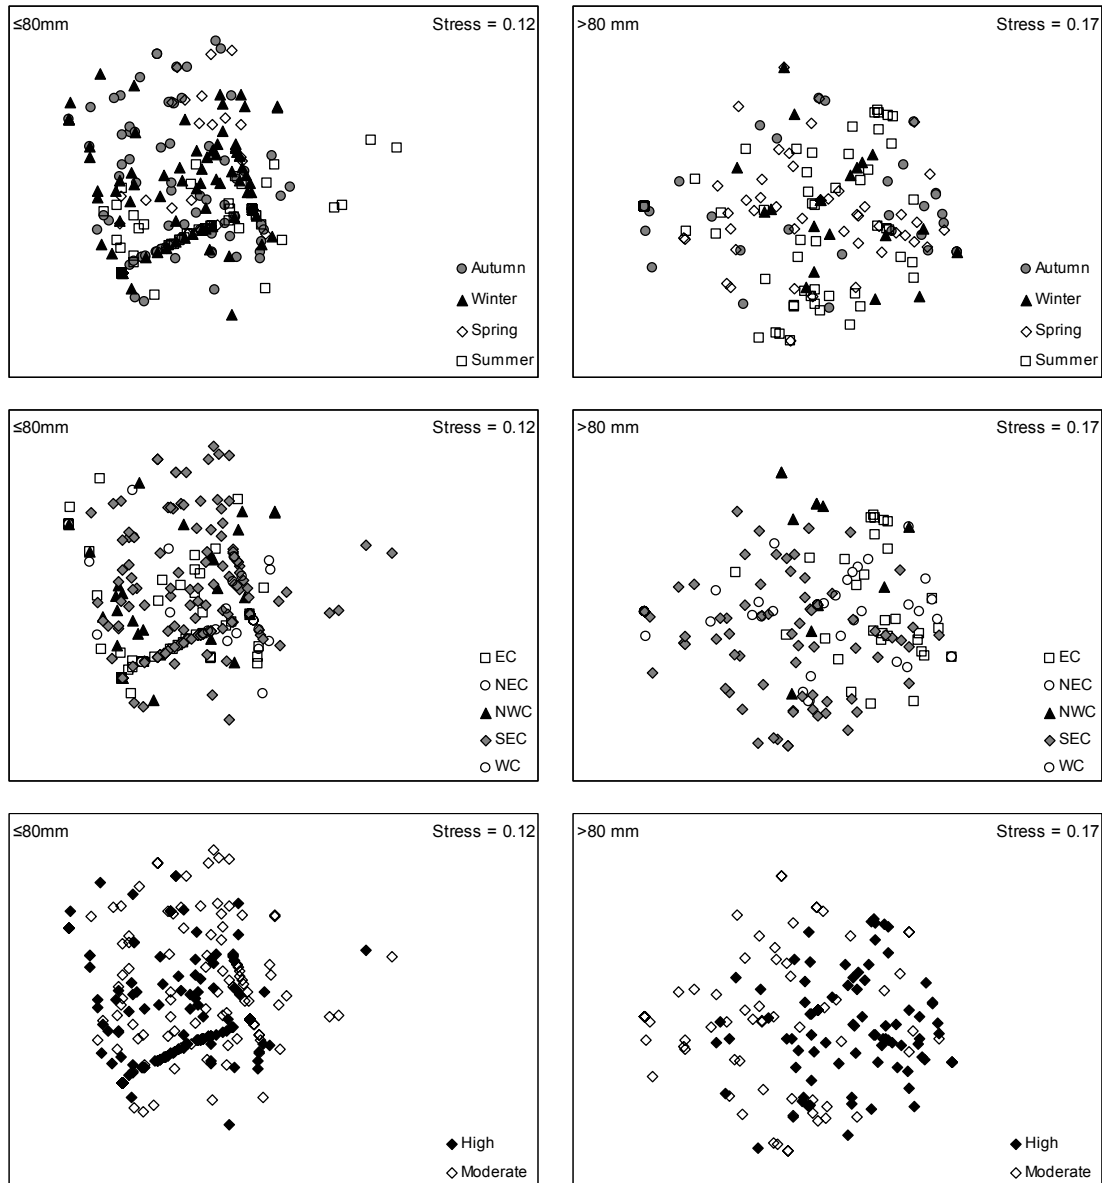 ≤80mm Stress = 0.12
Autumn
Winter
Spring
Summer
>80 mm Stress = 0.17
Autumn
Winter
Spring
Summer
≤80mm Stress = 0.12
EC
NEC
NWC
SEC
WC
>80 mm Stress = 0.17
EC
NEC
NWC
SEC
WC
≤80mm Stress = 0.12
High
Moderate
>80 mm Stress = 0.17
High
Moderate